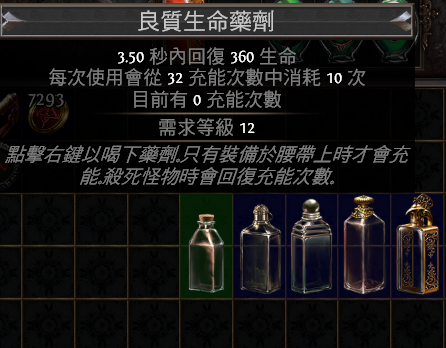 良質生命藥劑
3.50 秒內回復 360 生命
每次使用會從 32 充能次數中消耗 10 次
目前有 0 充能次數
7293
需求等級 12
點擊右鍵以喝下藥劑。只有裝備於腰帶上時才會充
能。殺死怪物時會回復充能次數。